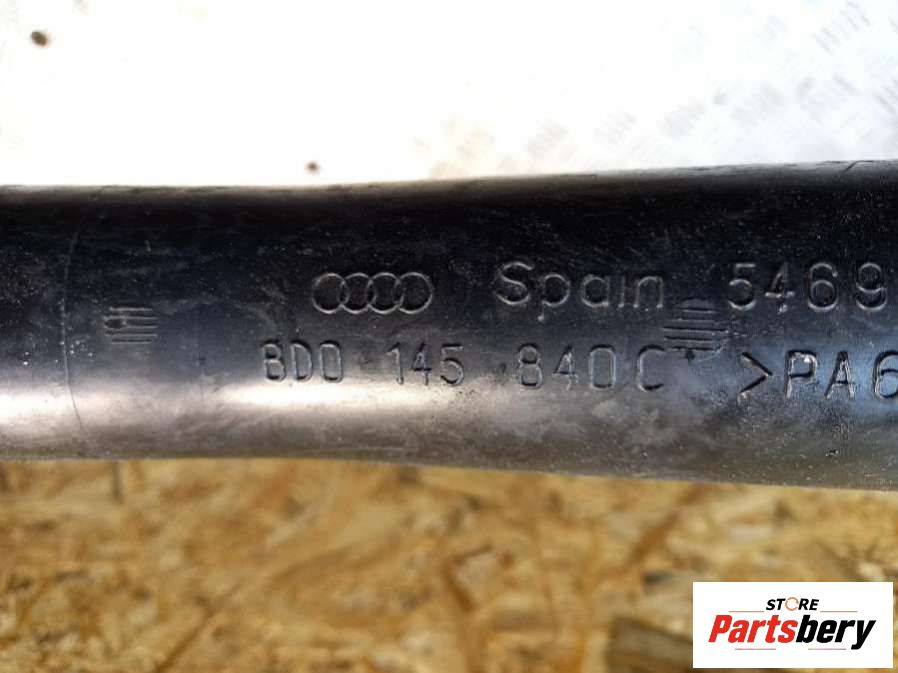 Spain 5469
8D0 145 840C >PA6
STORE
Partsbery